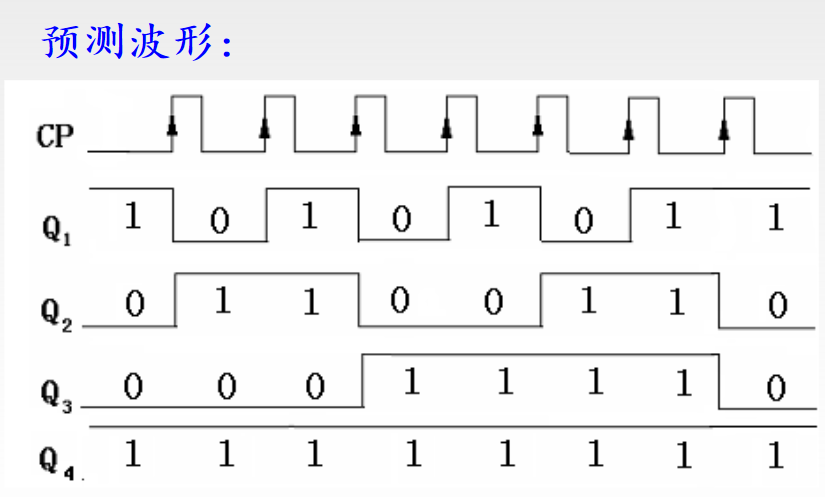 预测波形：
CP
Q₁ 1 0 1 0 1 0 1 1
Q₂ 0 1 1 0 0 1 1 0
Q₃ 0 0 0 1 1 1 1 0
Q₄. 1 1 1 1 1 1 1 1